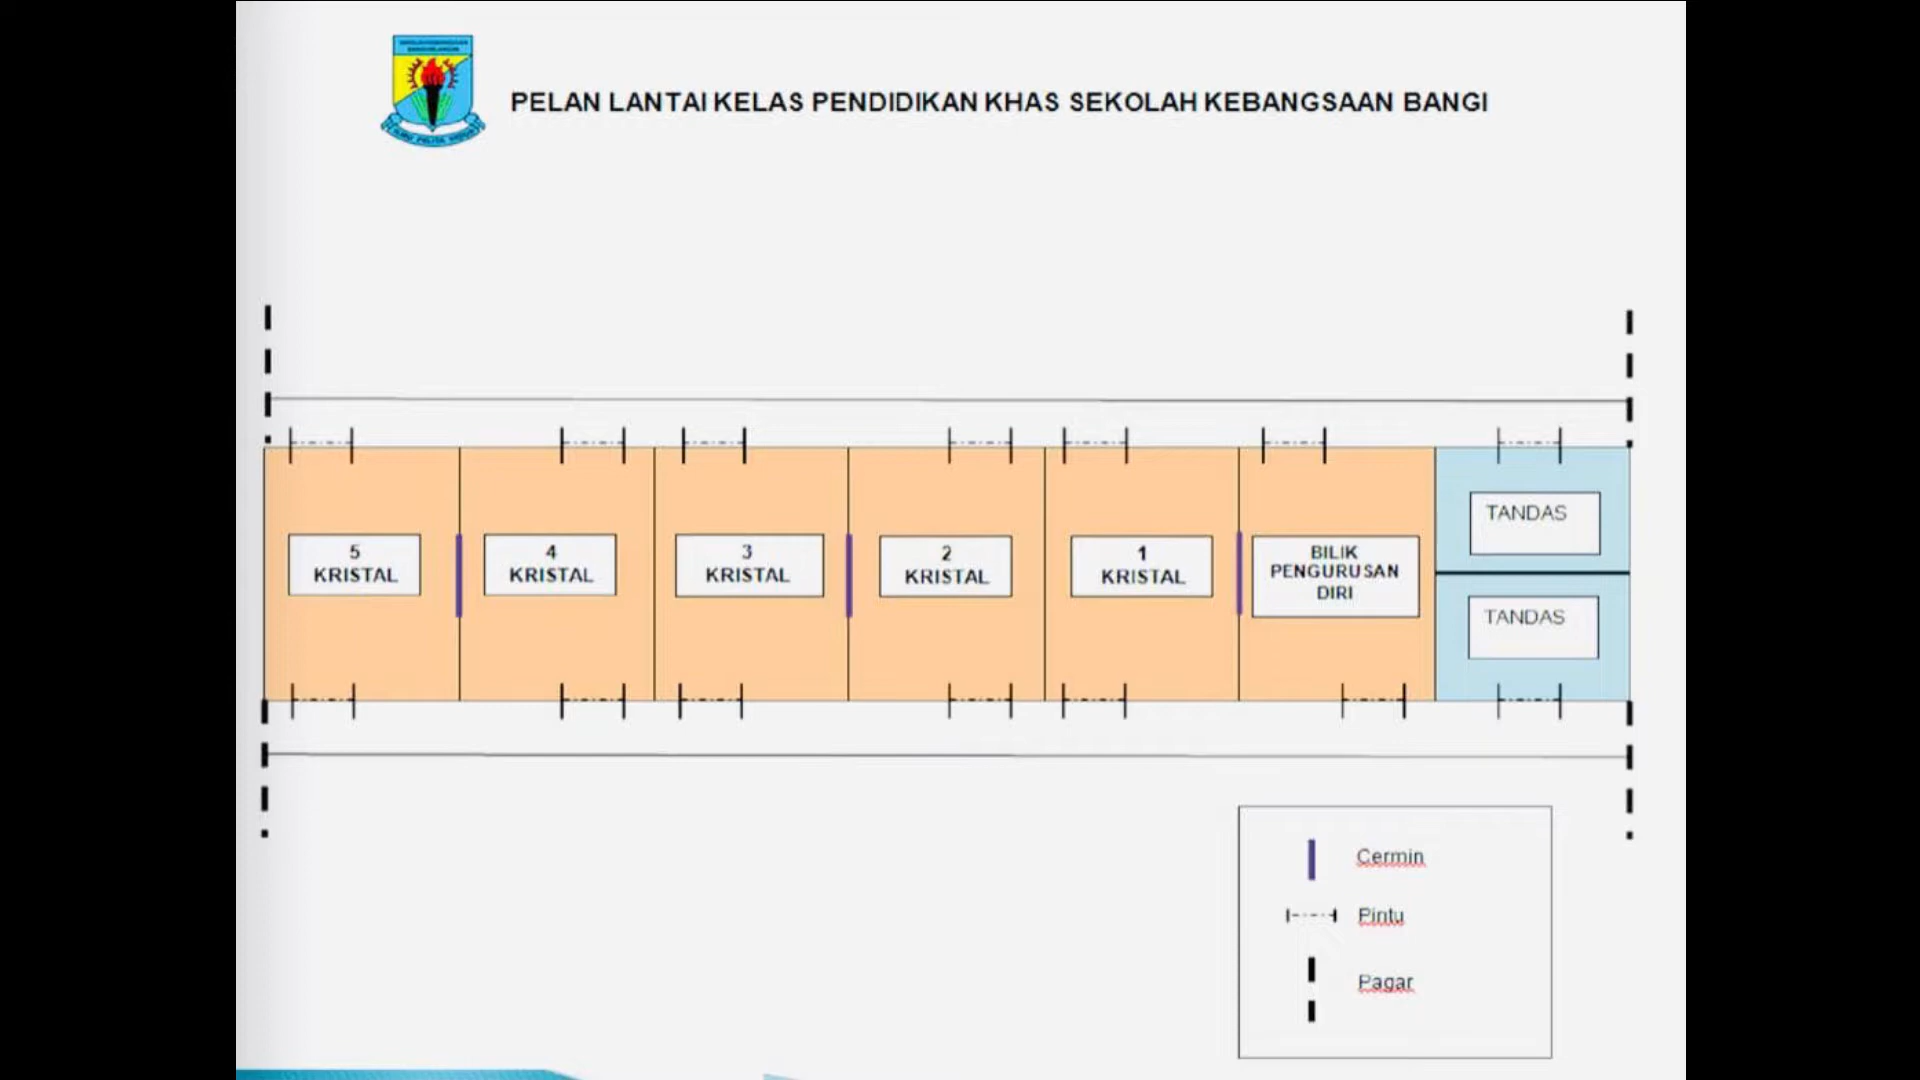 PELAN LANTAI KELAS PENDIDIKAN KHAS SEKOLAH KEBANGSAAN BANGI
5
KRISTAL
4
KRISTAL
3
KRISTAL
2
KRISTAL
1
KRISTAL
BILIK
PENGURUSAN
DIRI
TANDAS
TANDAS
Cermin
Pintu
Pagar